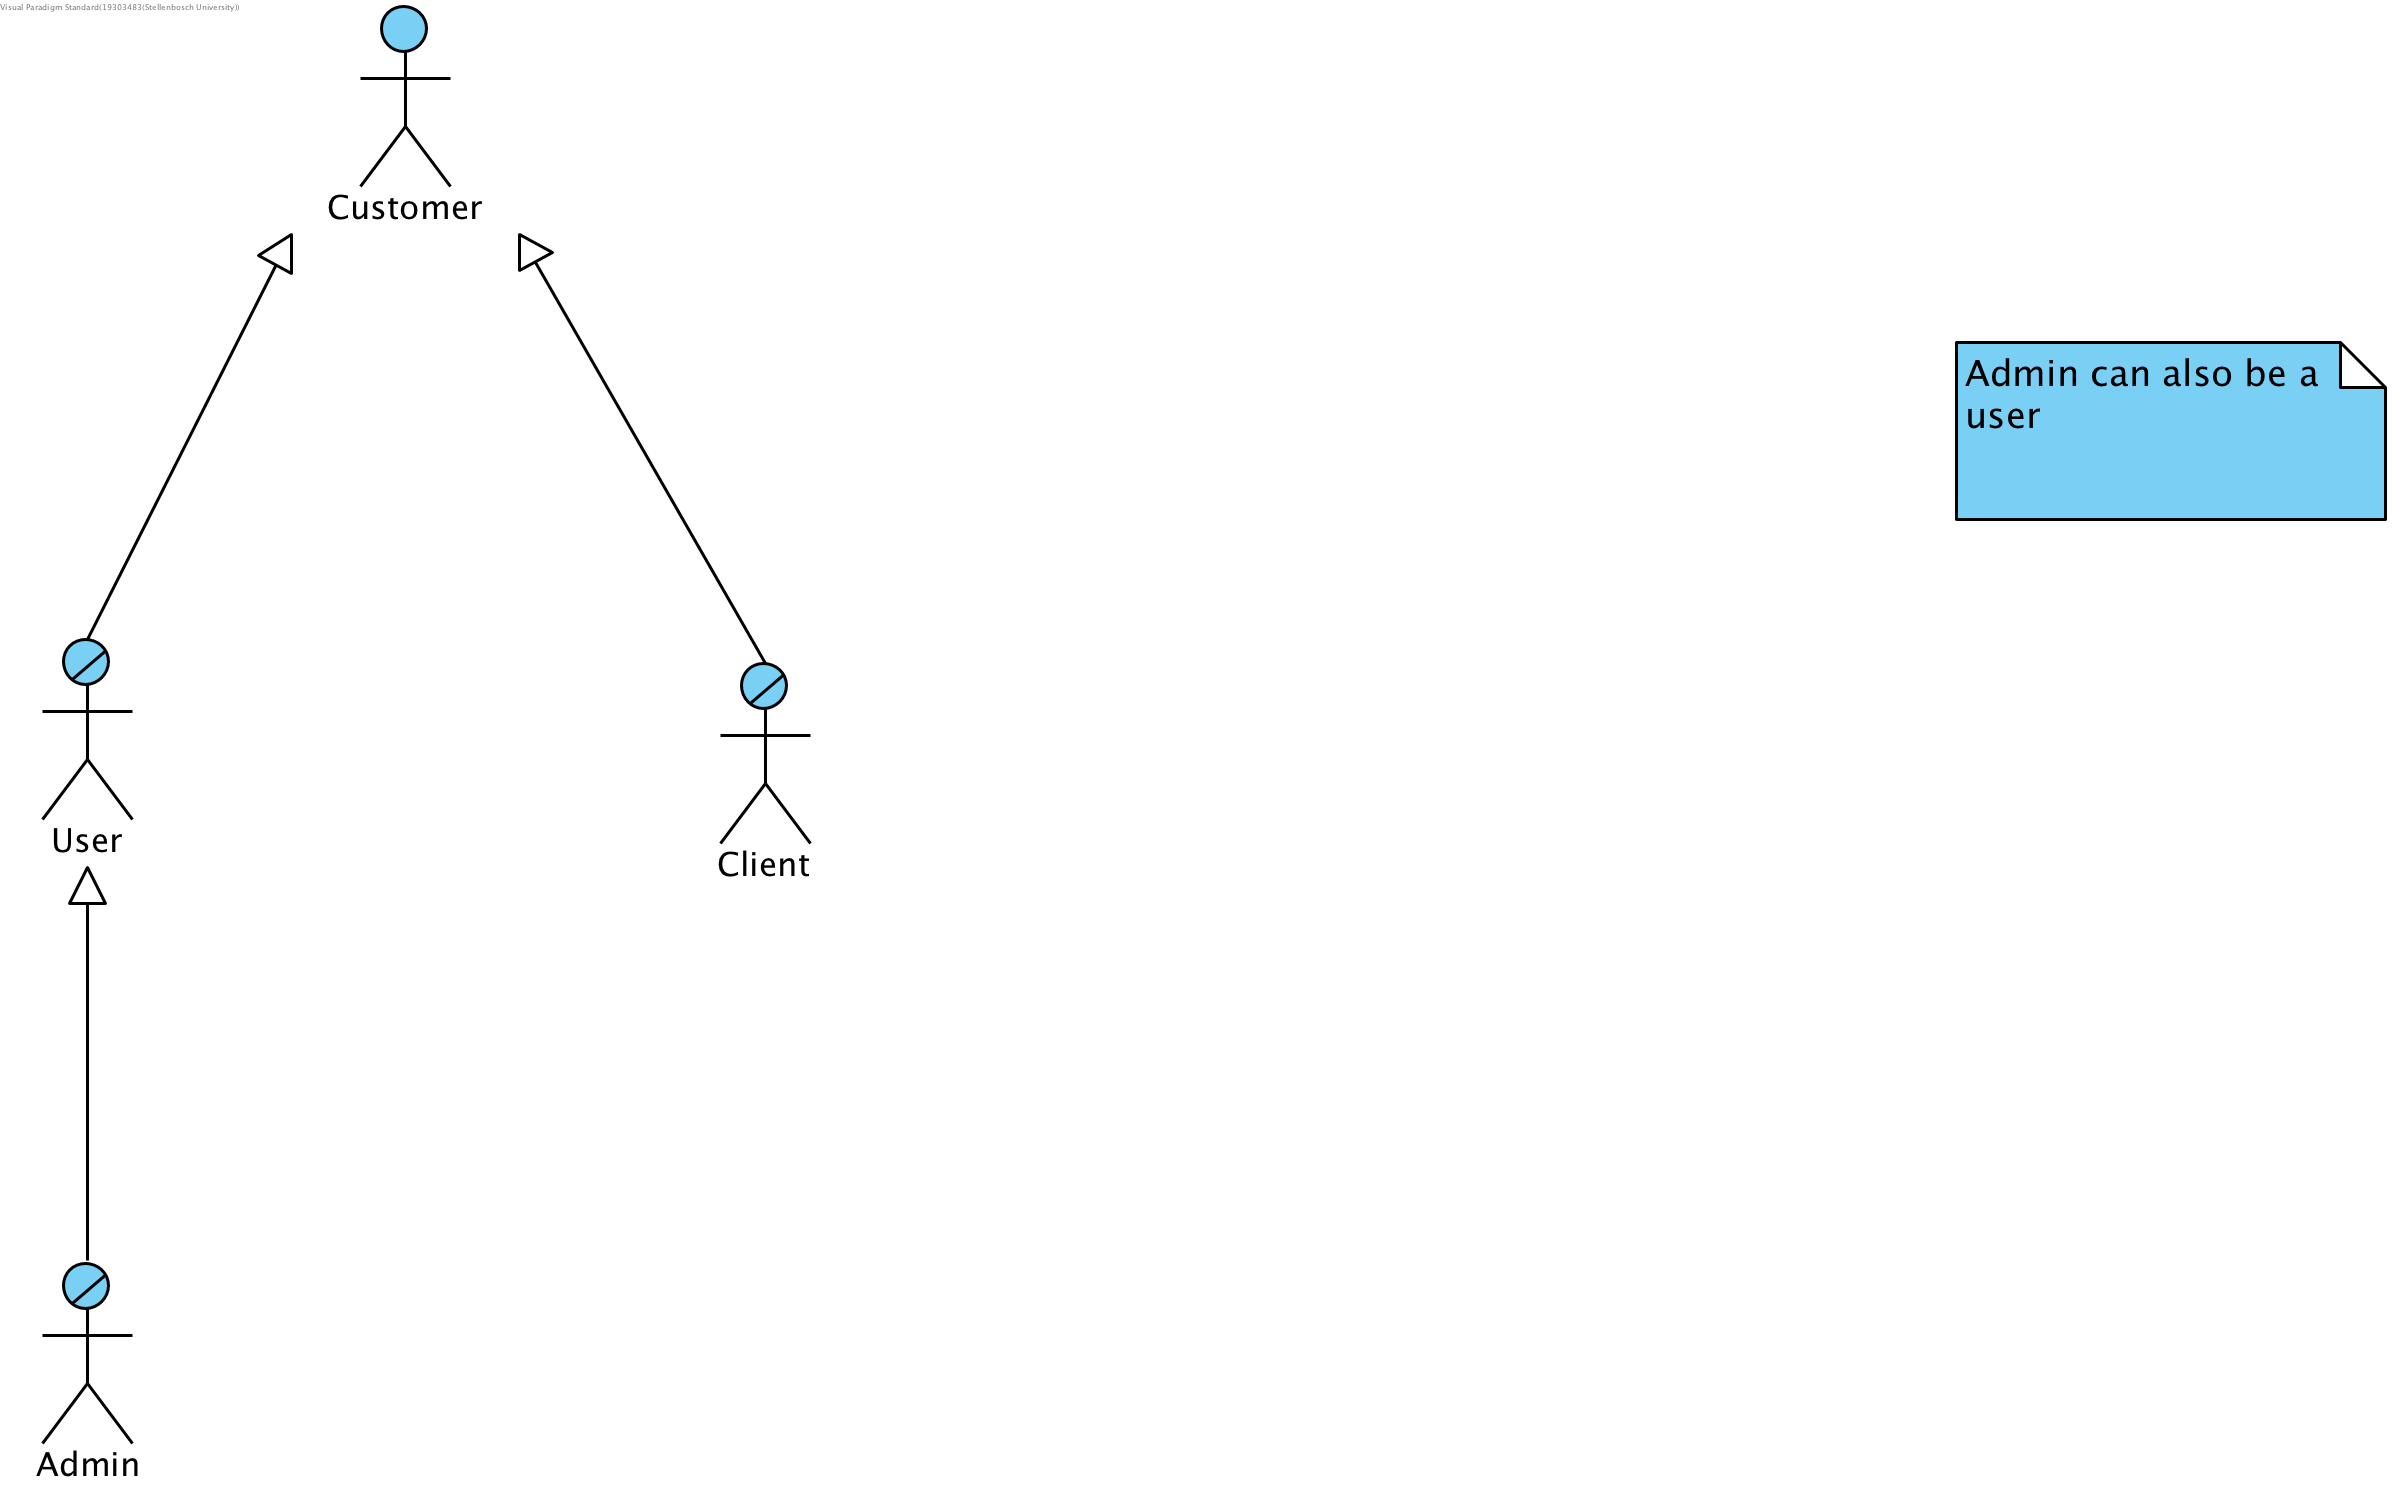 Visual Paradigm Standard(19303483(Stellenbosch University))
Customer
Admin can also be a
user
User
Client
Admin